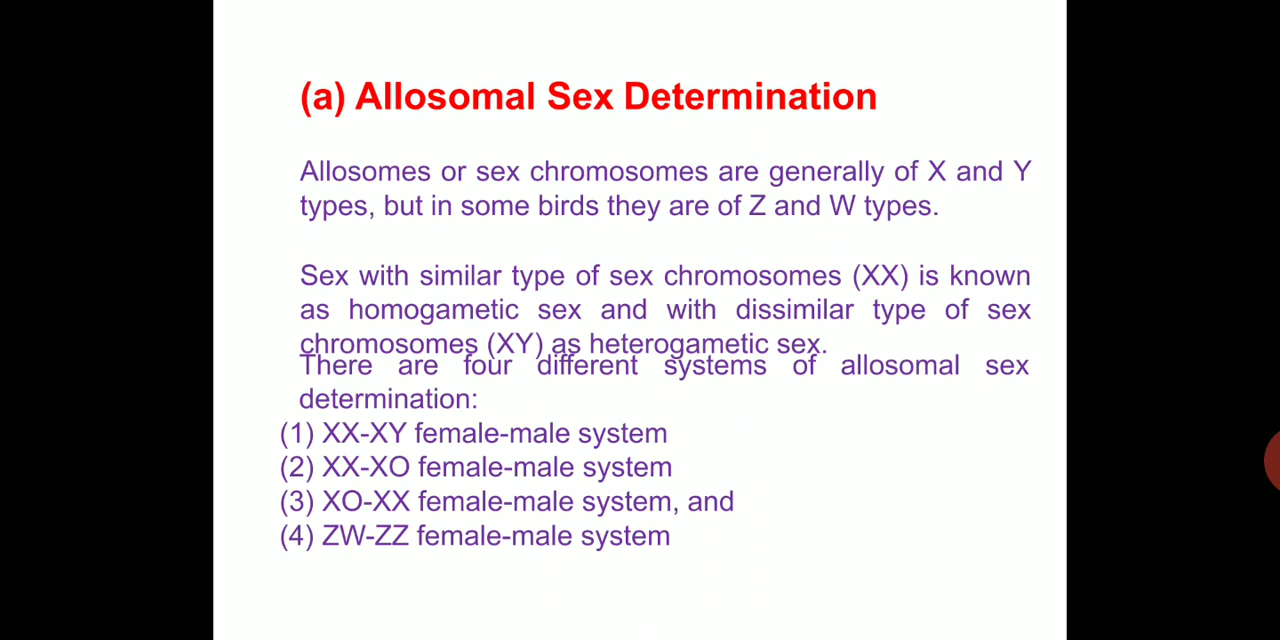 (a) Allosomal Sex Determination
Allosomes or sex chromosomes are generally of X and Y
types, but in some birds they are of Z and W types.
Sex with similar type of sex chromosomes (XX) is known
as homogametic sex and with dissimilar type of sex
chromosomes (XY) as heterogametic sex.
There are four different systems of allosomal sex
determination:
(1) XX-XY female-male system
(2) XX-XO female-male system
(3) XO-XX female-male system, and
(4) ZW-ZZ female-male system